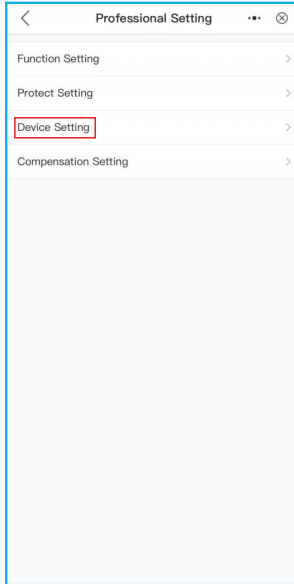 Professional Setting
Function Setting
Protect Setting
Device Setting
Compensation Setting